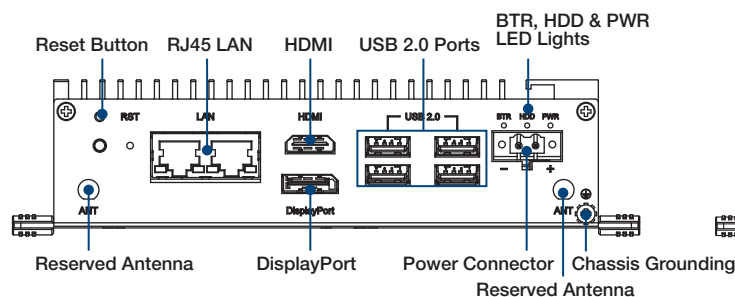 BTR, HDD & PWR
LED Lights
Reset Button
RJ45 LAN
HDMI
USB 2.0 Ports
RST
LAN
HDMI
USB 2.0
BTR
HDD
PWR
−
+
ANT
DisplayPort
ANT
Reserved Antenna
DisplayPort
Power Connector
Chassis Grounding
Reserved Antenna